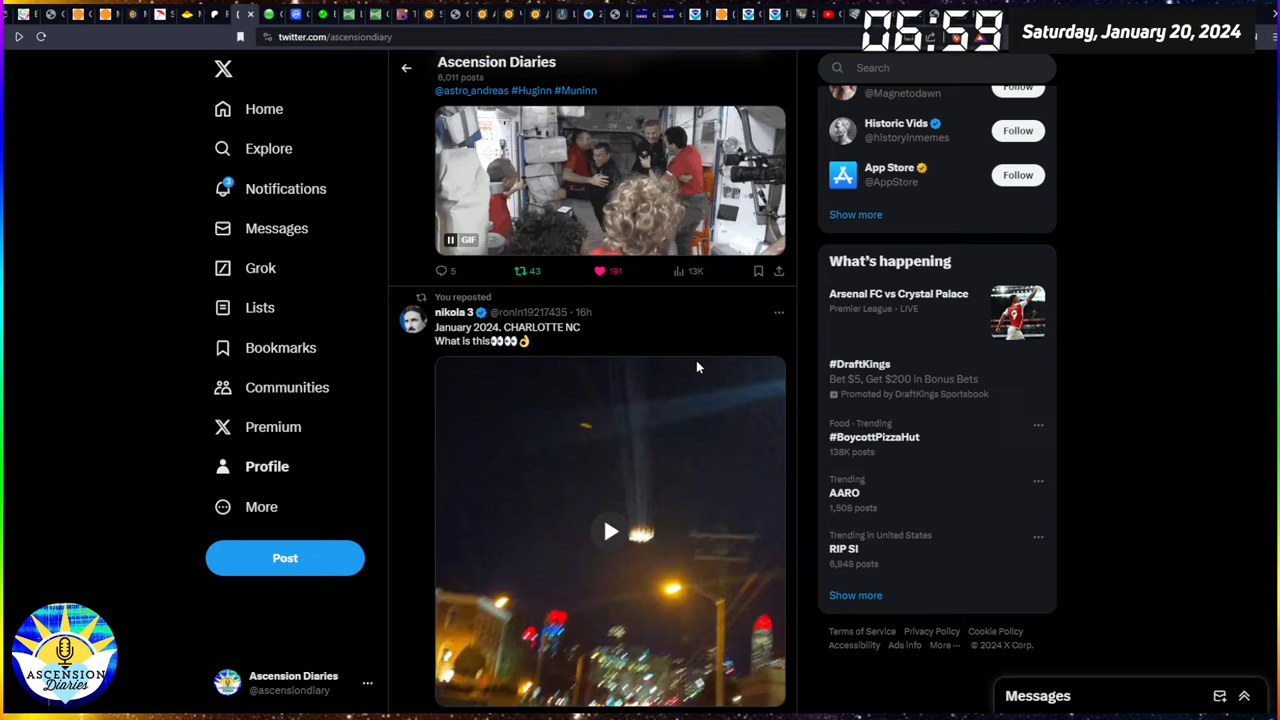 06:59
Saturday, January 20, 2024
twitter.com/ascensiondiary
Home
Explore
3
Notifications
Messages
Grok
Lists
Bookmarks
Communities
Premium
Profile
More
Post
Ascension Diaries
@ascensiondiary
ASCENSION
Diaries
Ascension Diaries
6,011 posts
@astro_andreas #Huginn #Muninn
GIF
5
43
191
13K
You reposted
nikola 3 @ronin19217435 · 16h
January 2024. CHARLOTTE NC
What is this👀👀👌
Search
@Magnetodawn
Follow
Historic Vids
@historyinmemes
Follow
App Store
@AppStore
Follow
Show more
What's happening
Arsenal FC vs Crystal Palace
Premier League · LIVE
#DraftKings
Bet $5, Get $200 in Bonus Bets
Promoted by DraftKings Sportsbook
Food · Trending
#BoycottPizzaHut
138K posts
Trending
AARO
1,508 posts
Trending in United States
RIP SI
6,948 posts
Show more
Terms of Service Privacy Policy Cookie Policy
Accessibility Ads info More ··· © 2024 X Corp.
Messages